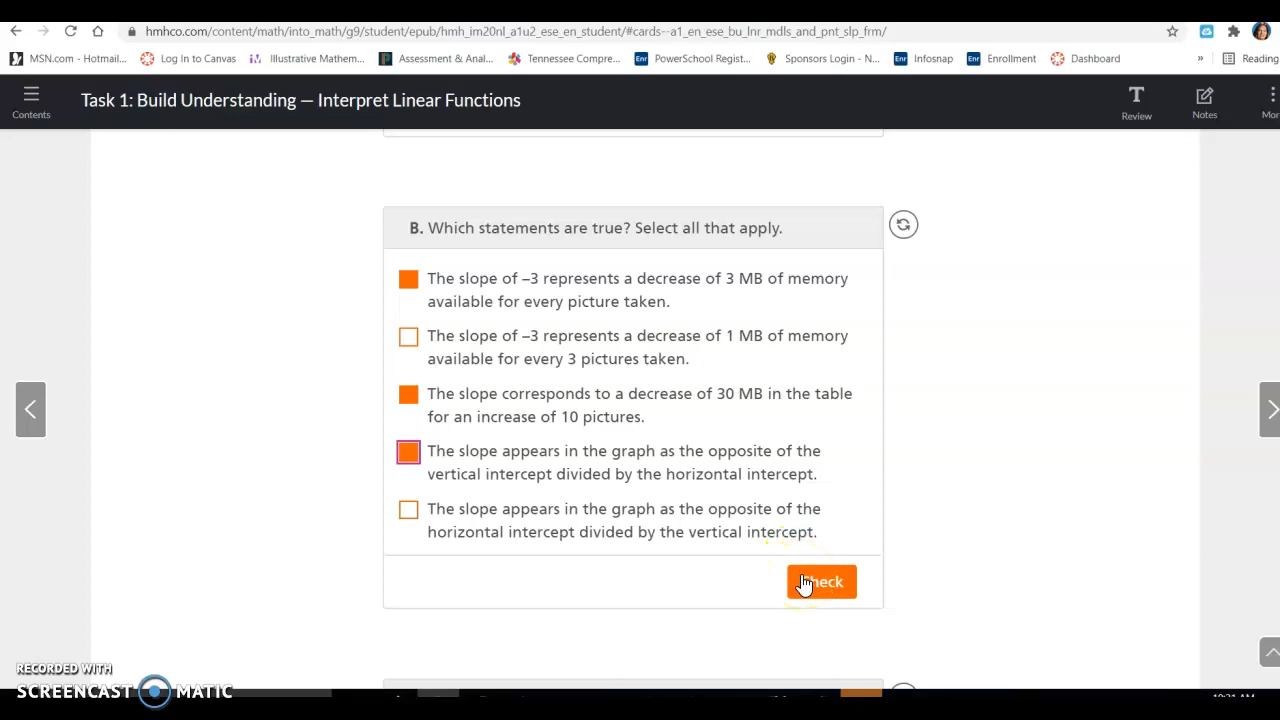 hmhco.com/content/math/into_math/g9/student/epub/hmh_im20nil_a1u2_ese_en_student/#cards--a1_en_ese_bu_lnr_mdls_and_pnt_slp_frm/
MSN.com - Hotmail... Log In to Canvas Illustrative Mathem... Assessment & Anal... Tennessee Compre... PowerSchool Regist... Sponsors Login - N... Infosnap Enrollment Dashboard » Reading
Contents Task 1: Build Understanding — Interpret Linear Functions Review Notes Mor
B. Which statements are true? Select all that apply.
The slope of –3 represents a decrease of 3 MB of memory
available for every picture taken.
The slope of –3 represents a decrease of 1 MB of memory
available for every 3 pictures taken.
The slope corresponds to a decrease of 30 MB in the table
for an increase of 10 pictures.
The slope appears in the graph as the opposite of the
vertical intercept divided by the horizontal intercept.
The slope appears in the graph as the opposite of the
horizontal intercept divided by the vertical intercept.
Check
RECORDED WITH
SCREENCAST MATIC